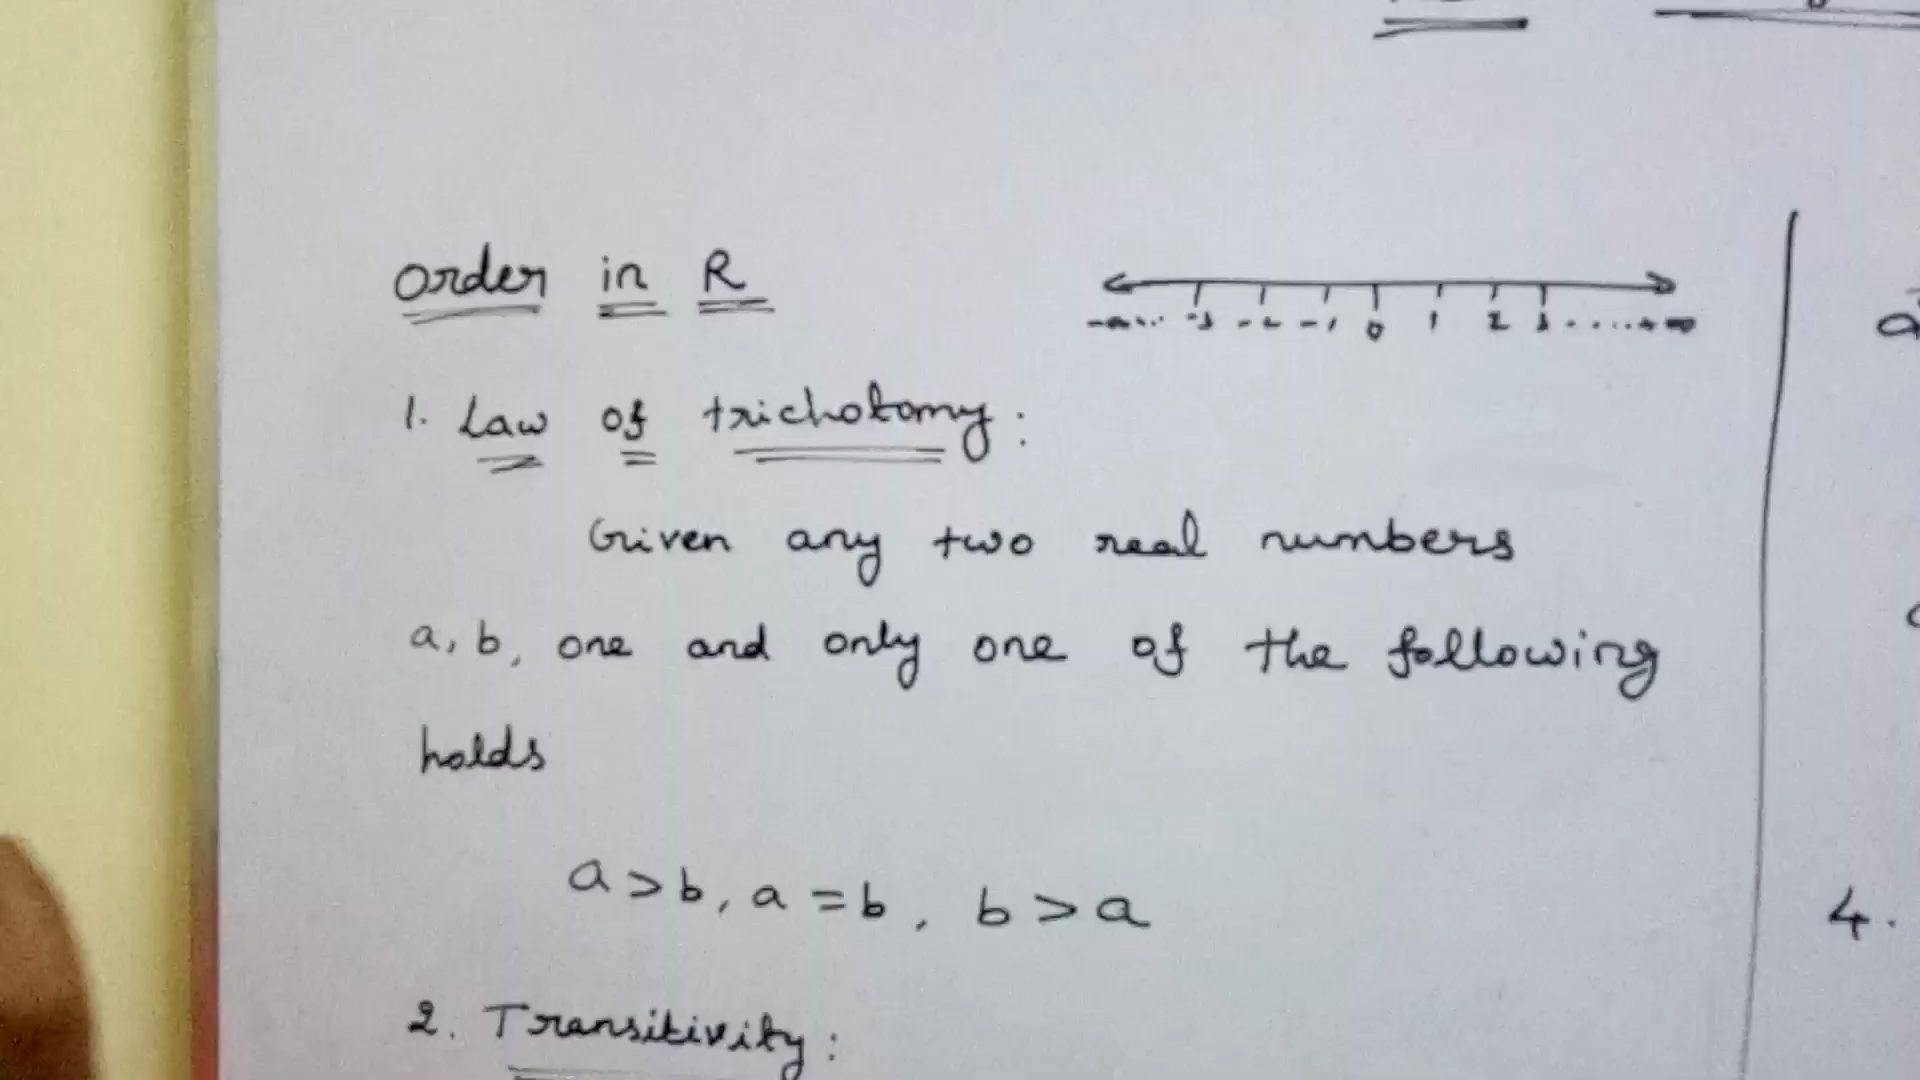 Order in R
-∞... -3 -2 -1 0 1 2 3 .....+∞
1. Law of trichotomy:
Given any two real numbers
a, b, one and only one of the following
holds
a > b, a = b, b > a
2. Transitivity:
4.